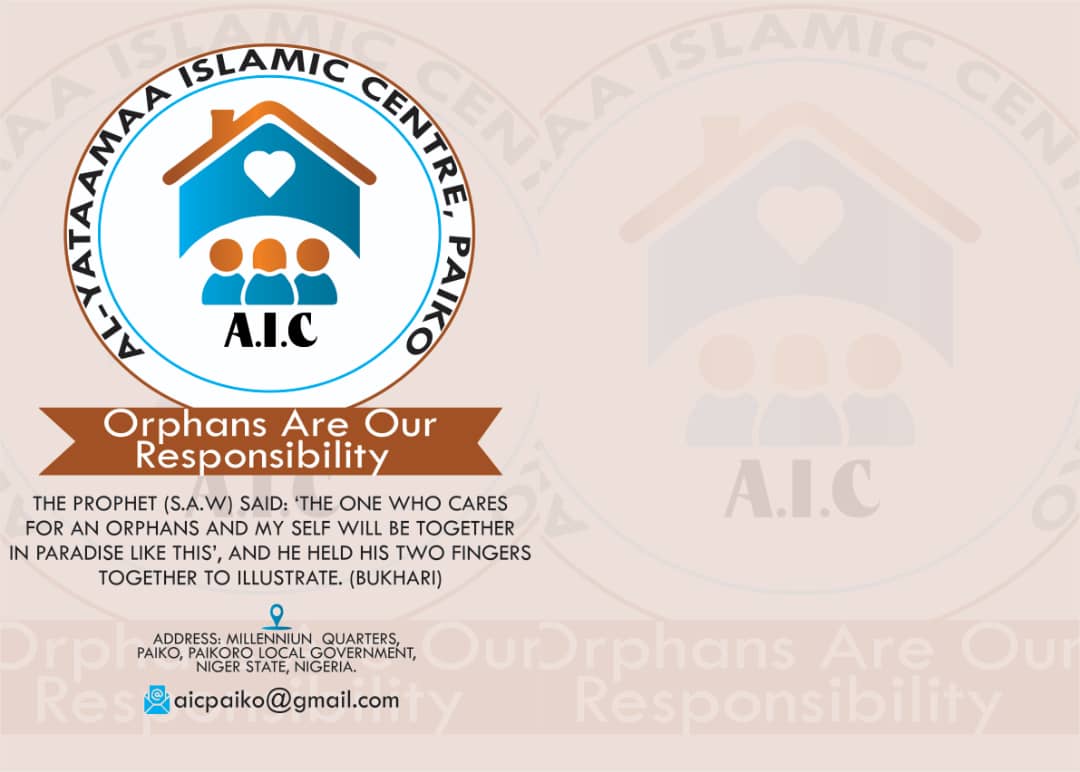 AL-YATAAMAA ISLAMIC CENTRE, PAIKO
A.I.C
Orphans Are Our
Responsibility
THE PROPHET (S.A.W) SAID: ‘THE ONE WHO CARES
FOR AN ORPHANS AND MY SELF WILL BE TOGETHER
IN PARADISE LIKE THIS’, AND HE HELD HIS TWO FINGERS
TOGETHER TO ILLUSTRATE. (BUKHARI)
ADDRESS: MILLENNIUN QUARTERS,
PAIKO, PAIKORO LOCAL GOVERNMENT,
NIGER STATE, NIGERIA.
aicpaiko@gmail.com
A.I.C
Orphans Are Our
Responsibility